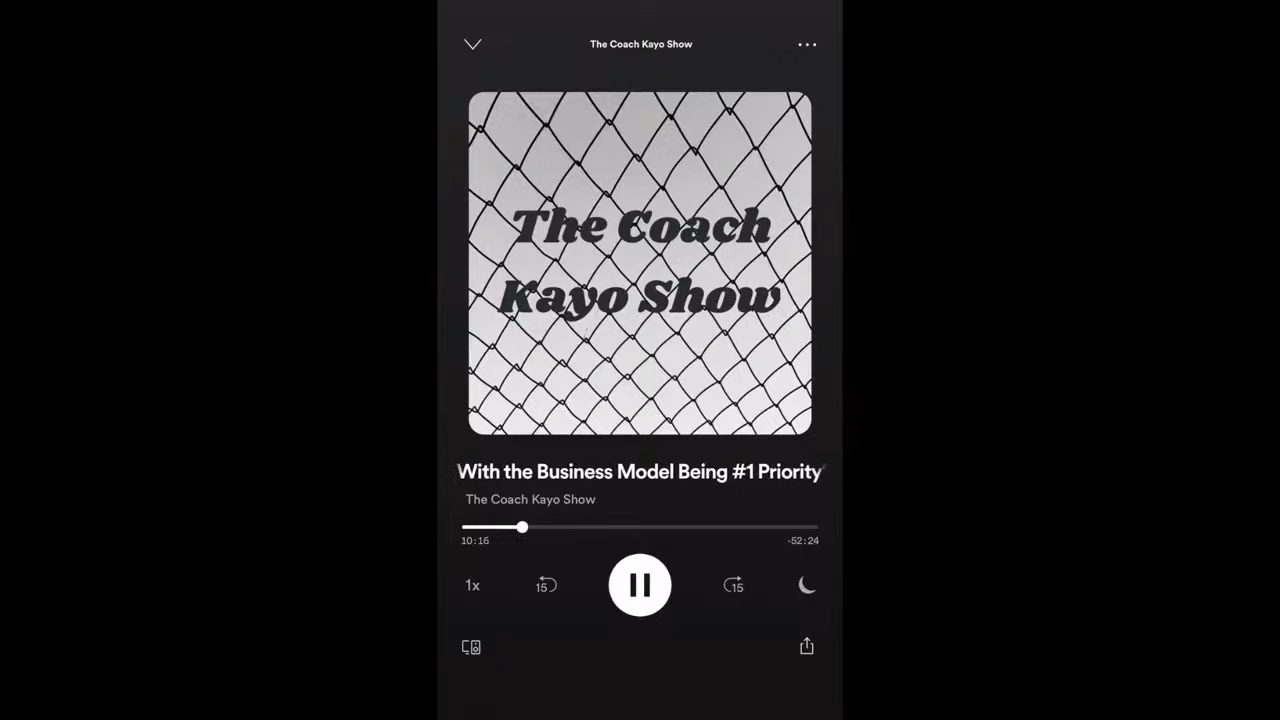 The Coach Kayo Show
The Coach
Kayo Show
With the Business Model Being #1 Priority
The Coach Kayo Show
10:16
-52:24
1x
15
15